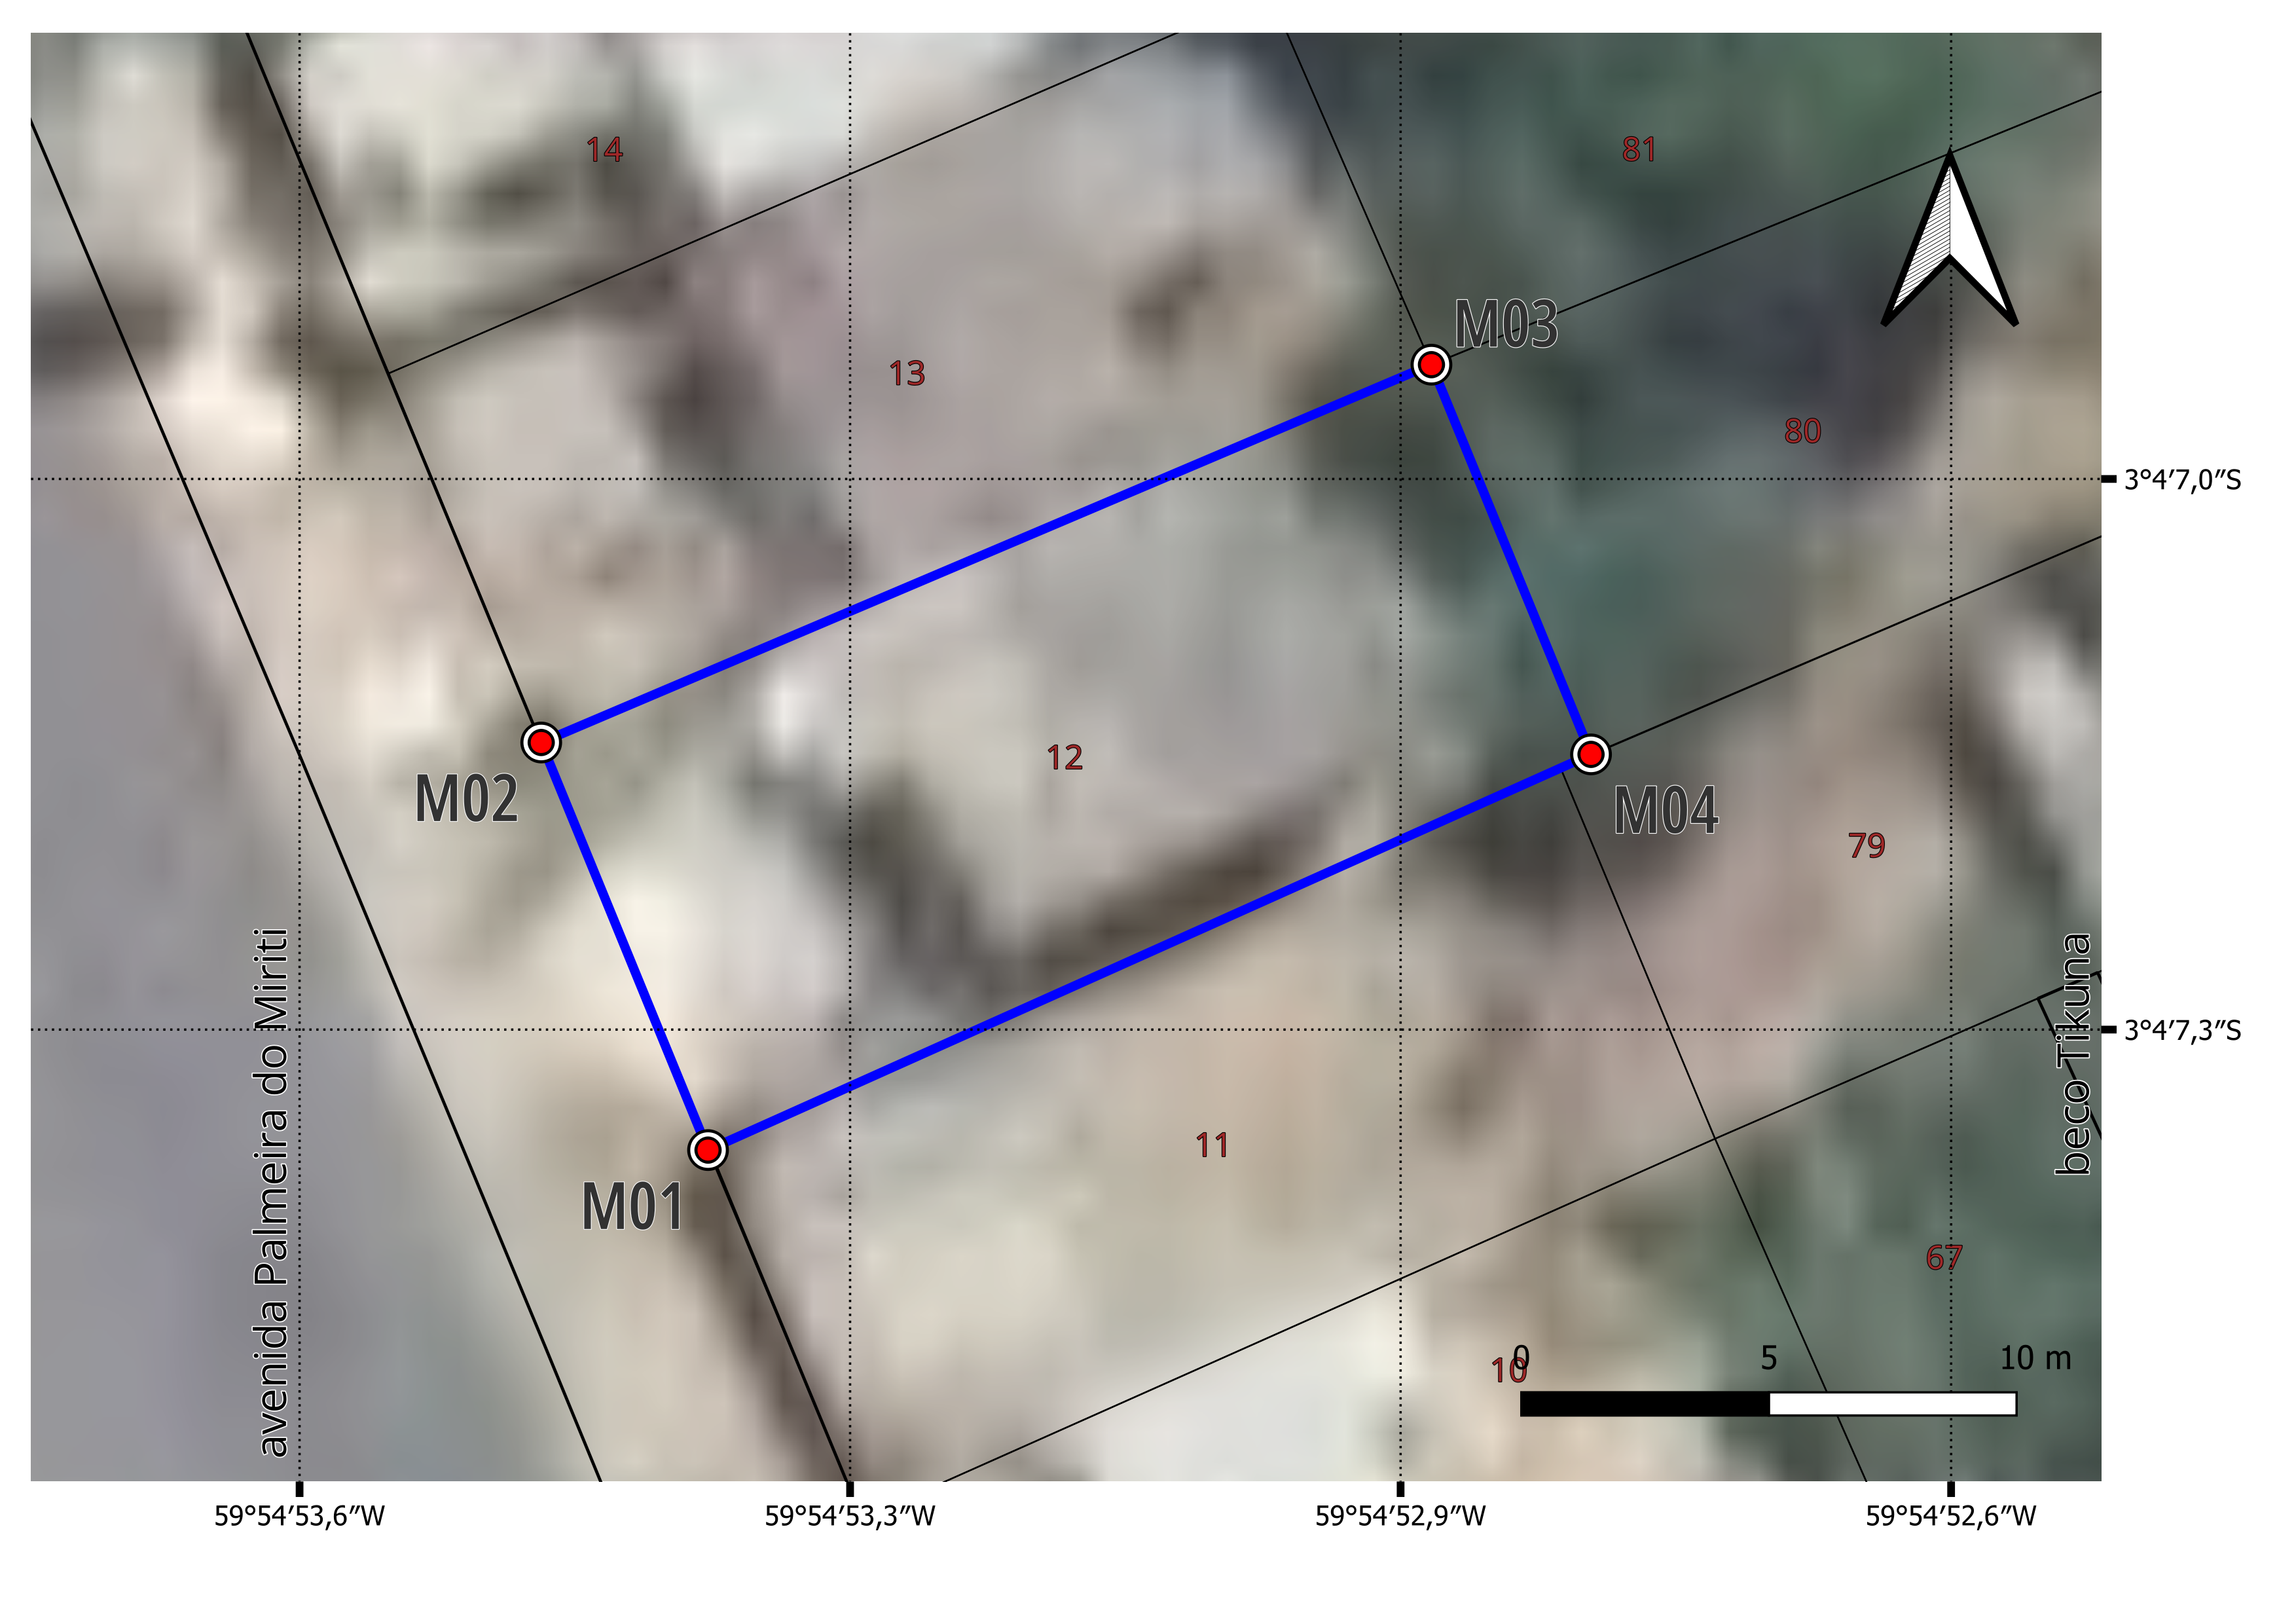 14
81
M03
13
80
3°4′7,0″S
12
M02
M04
79
avenida Palmeira do Miriti
beco Tikuna
3°4′7,3″S
11
M01
67
10
0 5 10 m
59°54′53,6″W 59°54′53,3″W 59°54′52,9″W 59°54′52,6″W